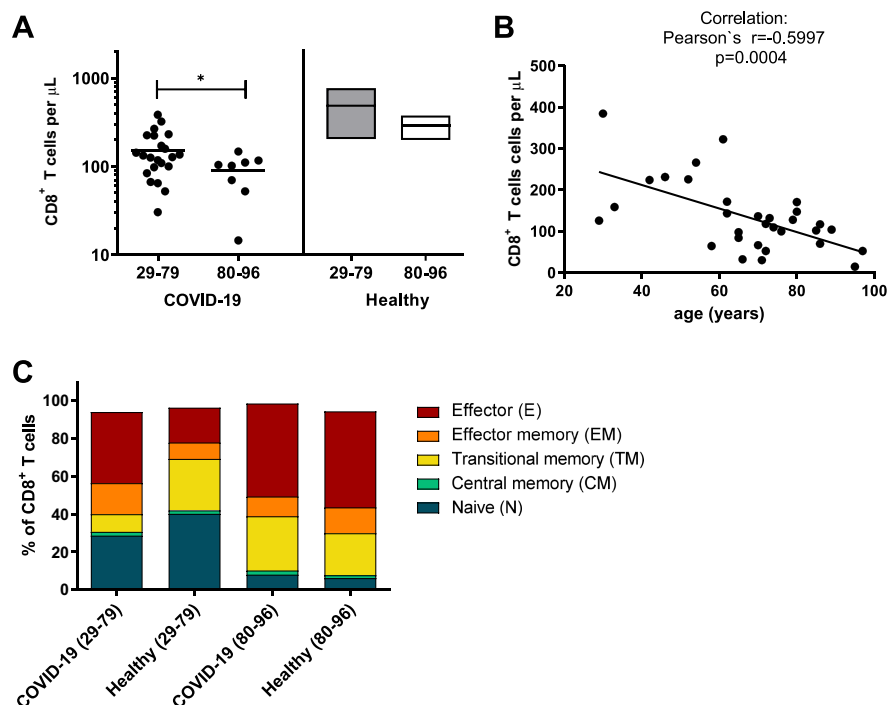 A
CD8+ T cells per μL
1000
100
10
*
29-79
80-96
29-79
80-96
COVID-19
Healthy
B
Correlation:
Pearson`s r=-0.5997
p=0.0004
CD8+ T cells cells per μL
500
400
300
200
100
0
20
40
60
80
100
age (years)
C
% of CD8+ T cells
100
80
60
40
20
0
COVID-19 (29-79)
Healthy (29-79)
COVID-19 (80-96)
Healthy (80-96)
Effector (E)
Effector memory (EM)
Transitional memory (TM)
Central memory (CM)
Naive (N)